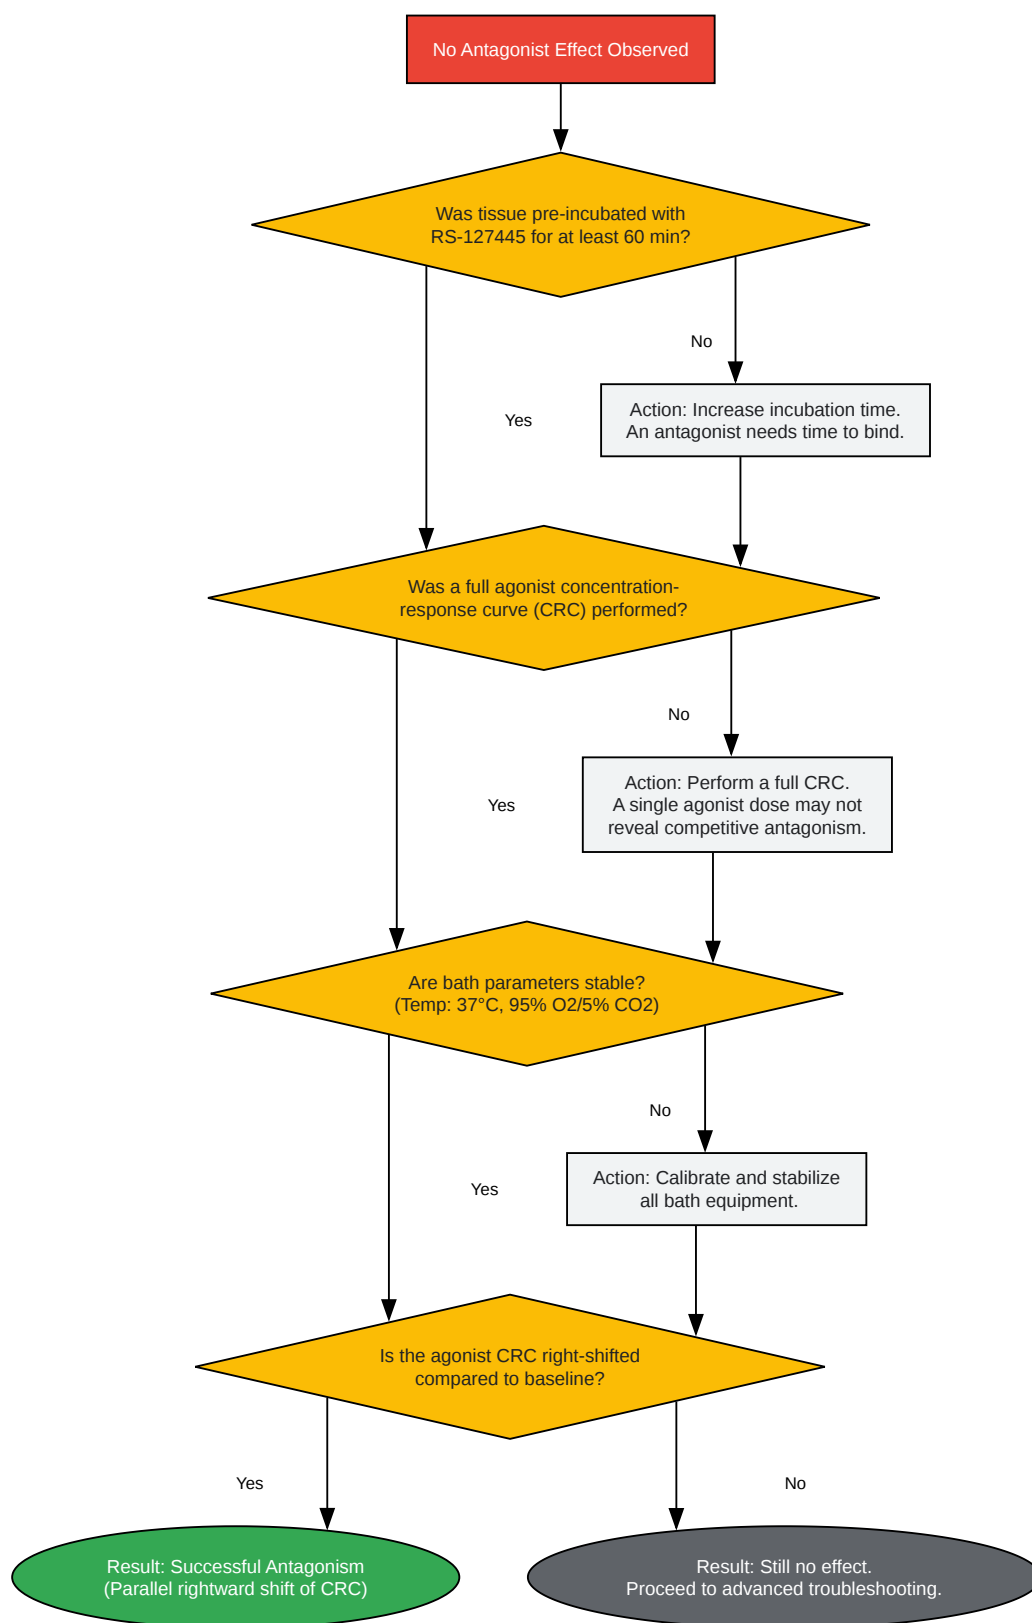 No Antagonist Effect Observed
Was tissue pre-incubated with
RS-127445 for at least 60 min?
No
Yes
Action: Increase incubation time.
An antagonist needs time to bind.
Was a full agonist concentration-
response curve (CRC) performed?
No
Yes
Action: Perform a full CRC.
A single agonist dose may not
reveal competitive antagonism.
Are bath parameters stable?
(Temp: 37°C, 95% O2/5% CO2)
No
Yes
Action: Calibrate and stabilize
all bath equipment.
Is the agonist CRC right-shifted
compared to baseline?
Yes
No
Result: Successful Antagonism
(Parallel rightward shift of CRC)
Result: Still no effect.
Proceed to advanced troubleshooting.